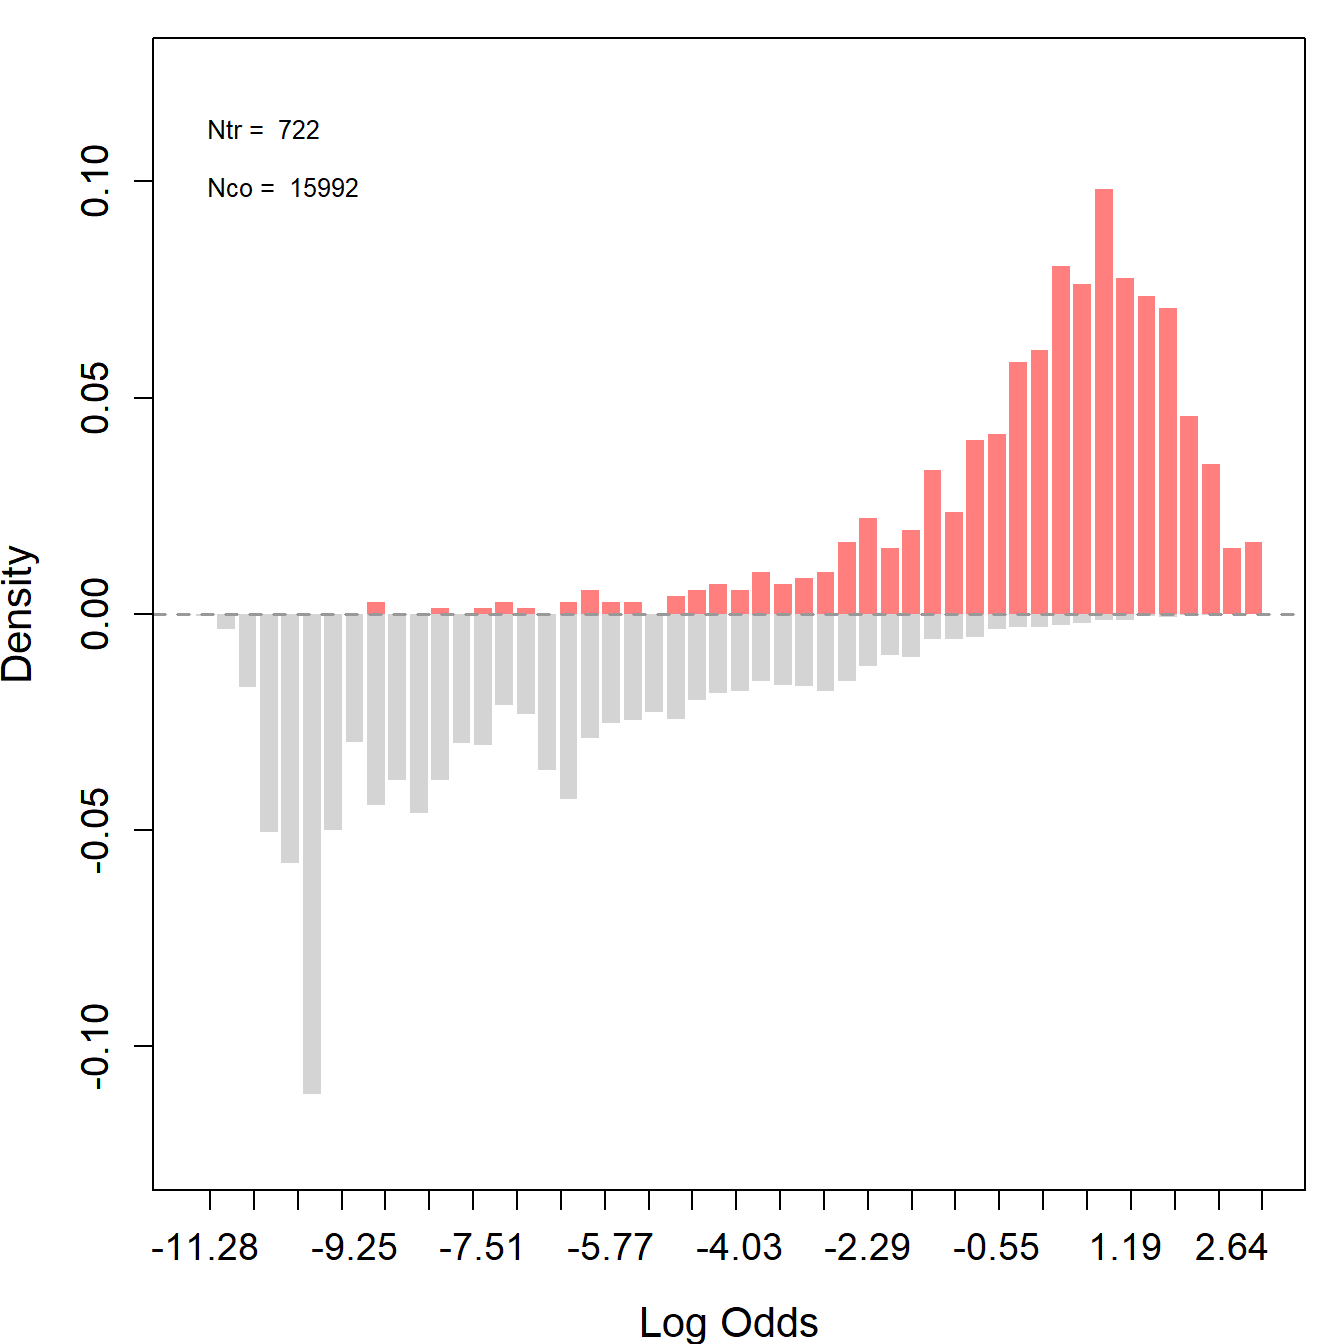 Ntr =  722
Nco =  15992
Density
0.10
0.05
0.00
-0.05
-0.10
-11.28 -9.25 -7.51 -5.77 -4.03 -2.29 -0.55 1.19 2.64
Log Odds